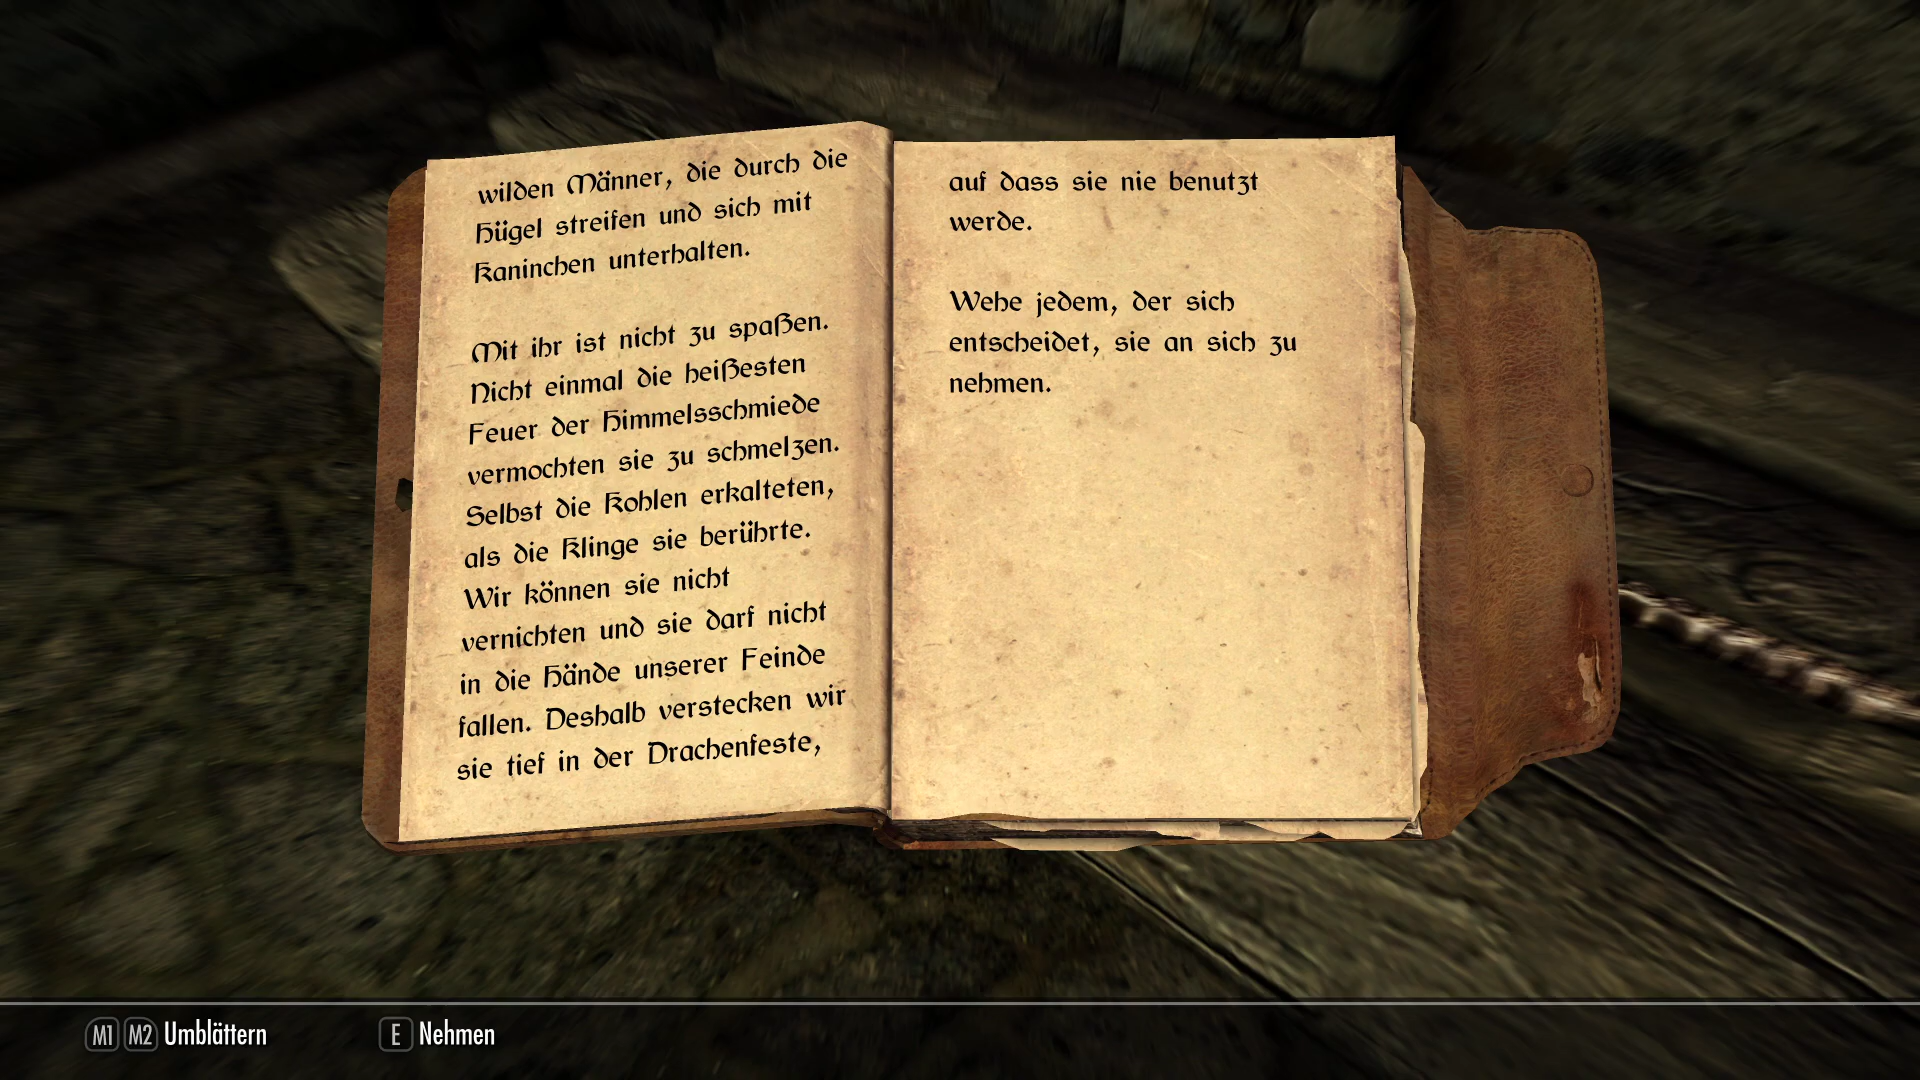 wilden Männer, die durch die
Hügel streifen und sich mit
Kaninchen unterhalten.
Mit ihr ist nicht zu spaßen.
Nicht einmal die heißesten
Feuer der Himmelsschmiede
vermochten sie zu schmelzen.
Selbst die Kohlen erkalteten,
als die Klinge sie berührte.
Wir können sie nicht
vernichten und sie darf nicht
in die Hände unserer Feinde
fallen. Deshalb verstecken wir
sie tief in der Drachenfeste,
auf dass sie nie benutzt
werde.
Wehe jedem, der sich
entscheidet, sie an sich zu
nehmen.
M1 M2 Umblättern
E Nehmen